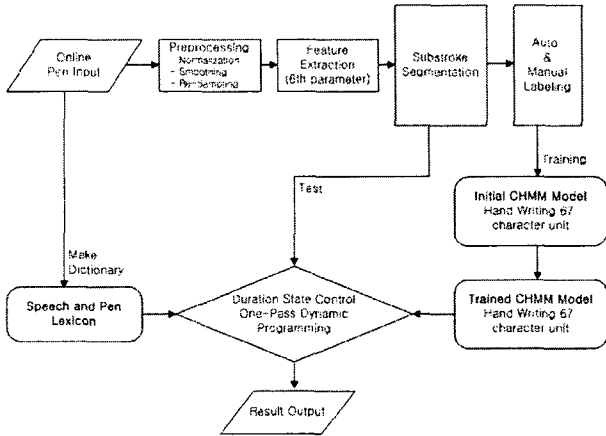 Online
Pen Input
Preprocessing
- Normalization
- Smoothing
- Re-Sampling
Feature
Extraction
(6th parameter)
Substroke
Segmentation
Auto
&
Manual
Labeling
Training
Test
Initial CHMM Model
Hand Writing 67
character unit
Make
Dictionary
Speech and Pen
Lexicon
Duration State Control
One-Pass Dynamic
Programming
Trained CHMM Model
Hand Writing 67
character unit
Result Output